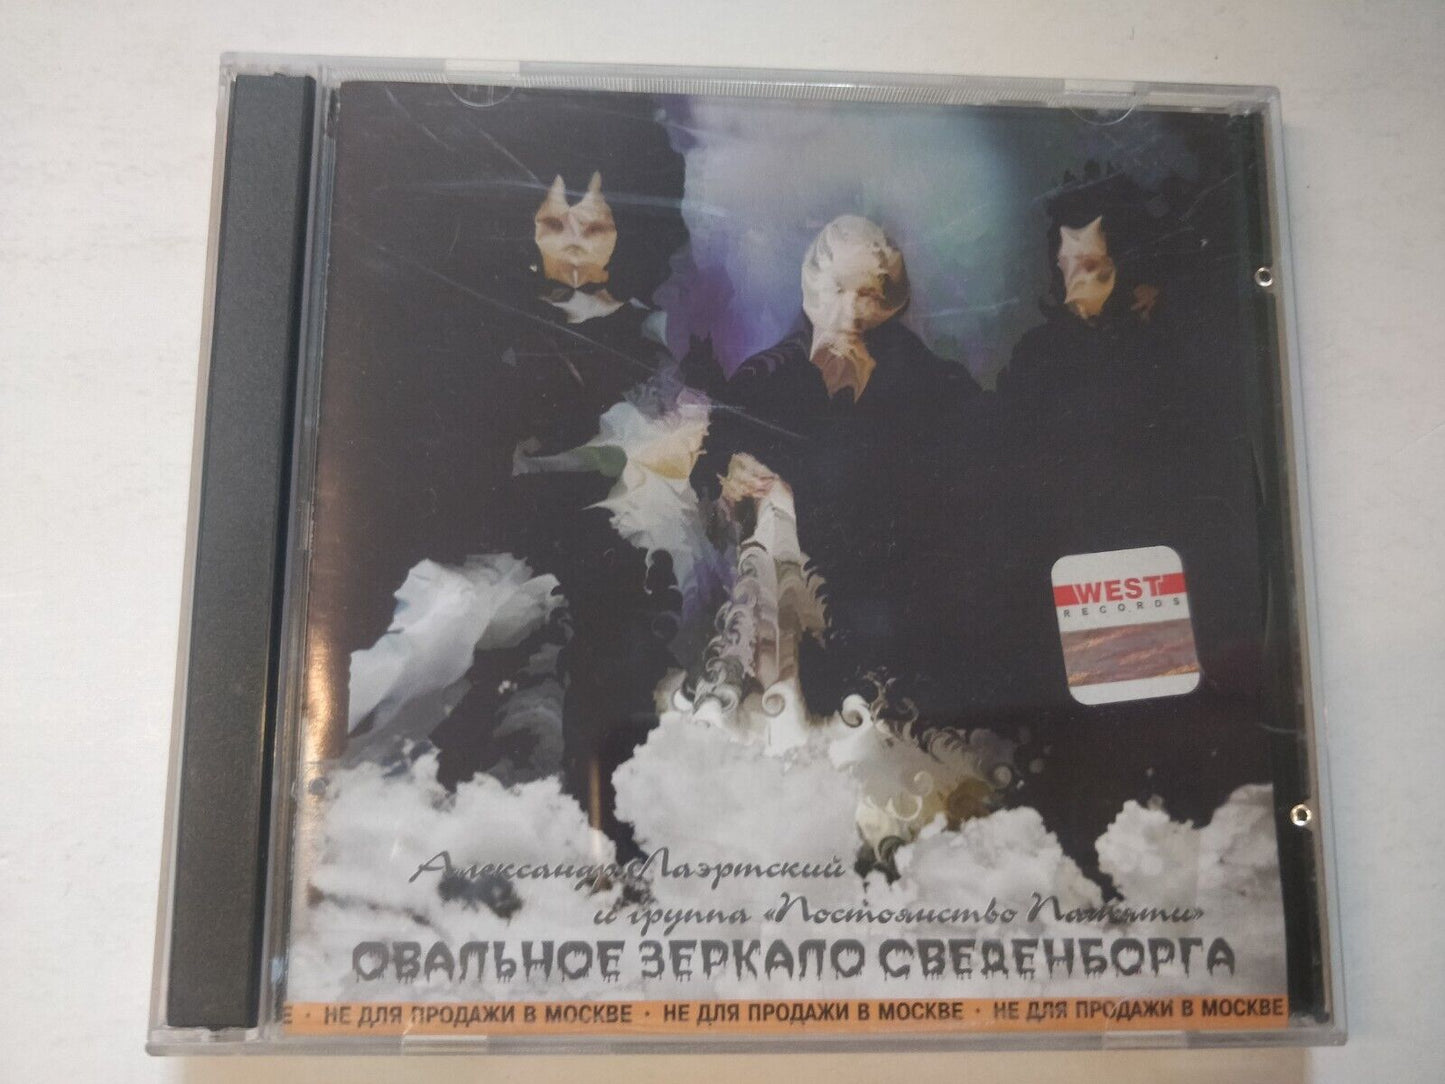 WEST
RECORDS
Александр Лаэртский
и группа «Постоянство Памяти»
ОВАЛЬНОЕ ЗЕРКАЛО СВЕДЕНБОРГА
Е · НЕ ДЛЯ ПРОДАЖИ В МОСКВЕ · НЕ ДЛЯ ПРОДАЖИ В МОСКВЕ · НЕ ДЛЯ ПРОДАЖИ В МОСКВЕ